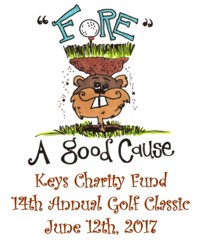 "FORE"
A good Cause
Keys Charity Fund
14th Annual Golf Classic
June 12th, 2017